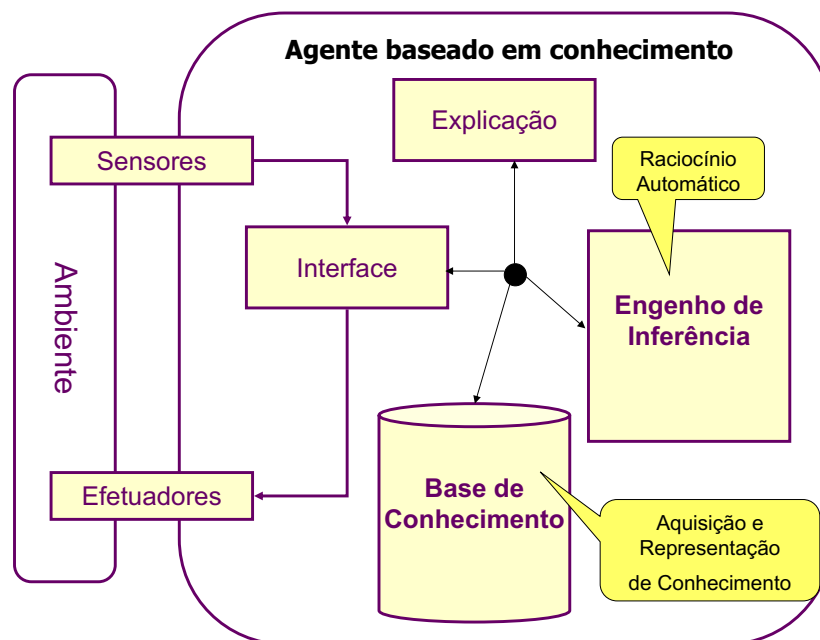 Agente baseado em conhecimento
Explicação
Sensores
Raciocínio
Automático
Interface
Ambiente
Engenho de
Inferência
Efetuadores
Base de
Conhecimento
Aquisição e
Representação
de Conhecimento